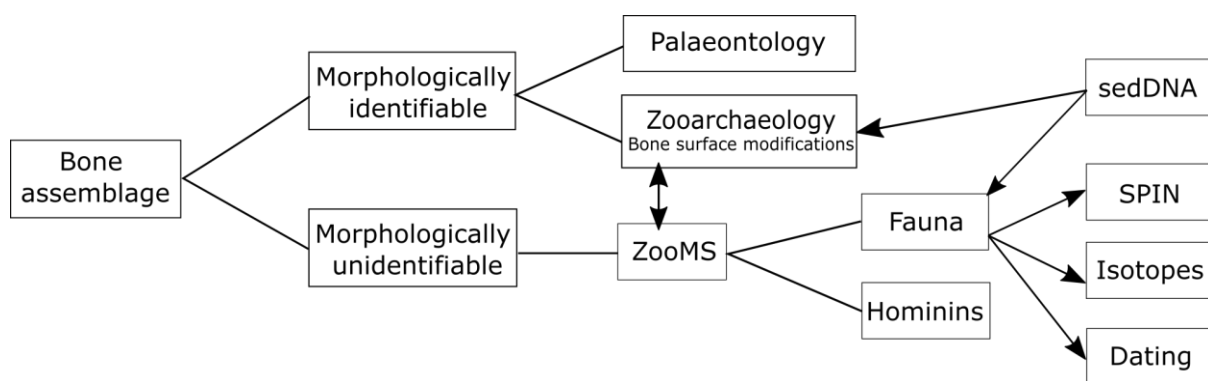 Bone
assemblage
Morphologically
identifiable
Morphologically
unidentifiable
Palaeontology
Zooarchaeology
Bone surface modifications
ZooMS
Fauna
Hominins
sedDNA
SPIN
Isotopes
Dating